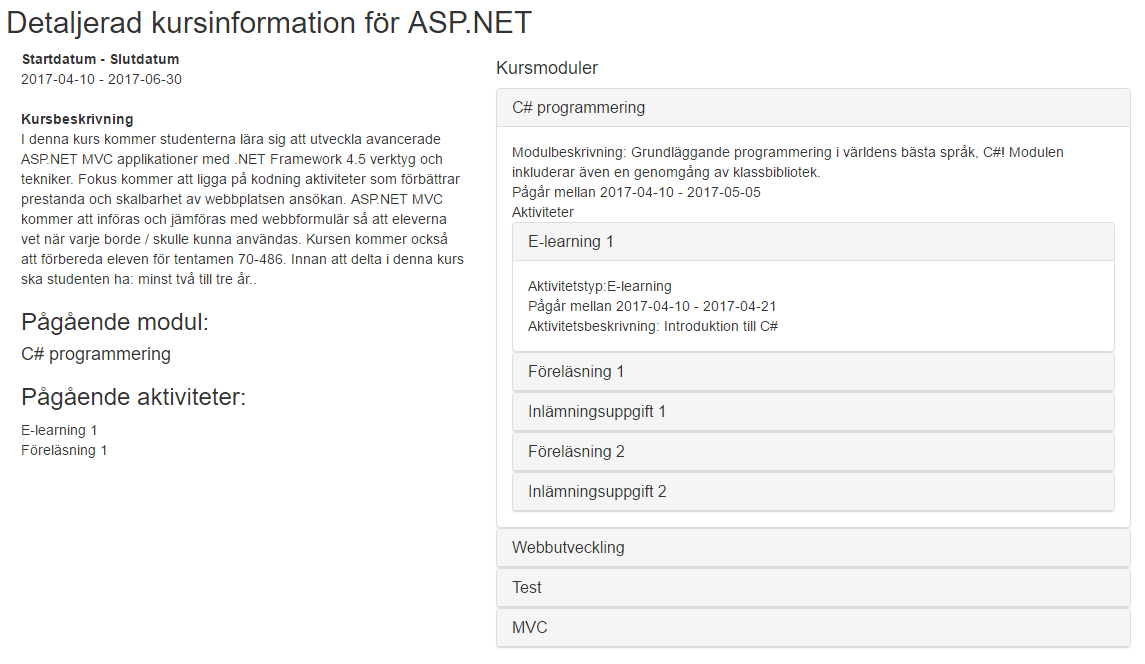 Detaljerad kursinformation för ASP.NET
Startdatum - Slutdatum
2017-04-10 - 2017-06-30
Kursbeskrivning
I denna kurs kommer studenterna lära sig att utveckla avancerade
ASP.NET MVC applikationer med .NET Framework 4.5 verktyg och
tekniker. Fokus kommer att ligga på kodning aktiviteter som förbättrar
prestanda och skalbarhet av webbplatsen ansökan. ASP.NET MVC
kommer att införas och jämföras med webbformulär så att eleverna
vet när varje borde / skulle kunna användas. Kursen kommer också
att förbereda eleven för tentamen 70-486. Innan att delta i denna kurs
ska studenten ha: minst två till tre år..
Pågående modul:
C# programmering
Pågående aktiviteter:
E-learning 1
Föreläsning 1
Kursmoduler
C# programmering
Modulbeskrivning: Grundläggande programmering i världens bästa språk, C#! Modulen
inkluderar även en genomgång av klassbibliotek.
Pågår mellan 2017-04-10 - 2017-05-05
Aktiviteter
E-learning 1
Aktivitetstyp:E-learning
Pågår mellan 2017-04-10 - 2017-04-21
Aktivitetsbeskrivning: Introduktion till C#
Föreläsning 1
Inlämningsuppgift 1
Föreläsning 2
Inlämningsuppgift 2
Webbutveckling
Test
MVC